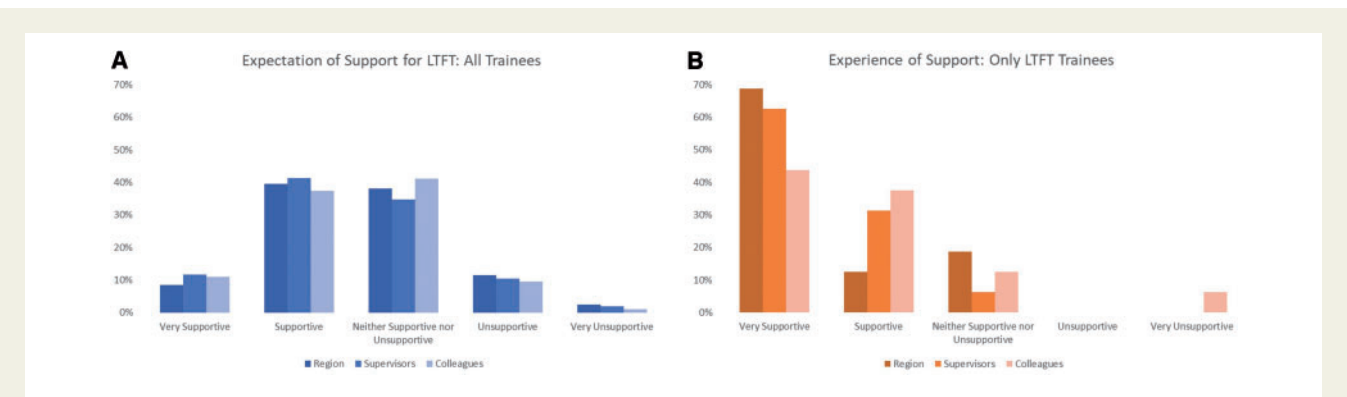 A
Expectation of Support for LTFT: All Trainees
70%
60%
50%
40%
30%
20%
10%
0%
Very Supportive
Supportive
Neither Supportive nor
Unsupportive
Unsupportive
Very Unsupportive
Region Supervisors Colleagues
B
Experience of Support: Only LTFT Trainees
70%
60%
50%
40%
30%
20%
10%
0%
Very Supportive
Supportive
Neither Supportive nor
Unsupportive
Unsupportive
Very Unsupportive
Region Supervisors Colleagues